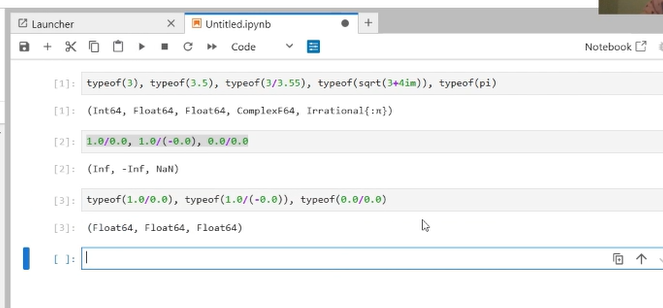 Launcher
Untitled.ipynb
Code
Notebook
[1]: typeof(3), typeof(3.5), typeof(3/3.55), typeof(sqrt(3+4im)), typeof(pi)
[1]: (Int64, Float64, Float64, ComplexF64, Irrational{:π})
[2]: 1.0/0.0, 1.0/(-0.0), 0.0/0.0
[2]: (Inf, -Inf, NaN)
[3]: typeof(1.0/0.0), typeof(1.0/(-0.0)), typeof(0.0/0.0)
[3]: (Float64, Float64, Float64)
[ ]: